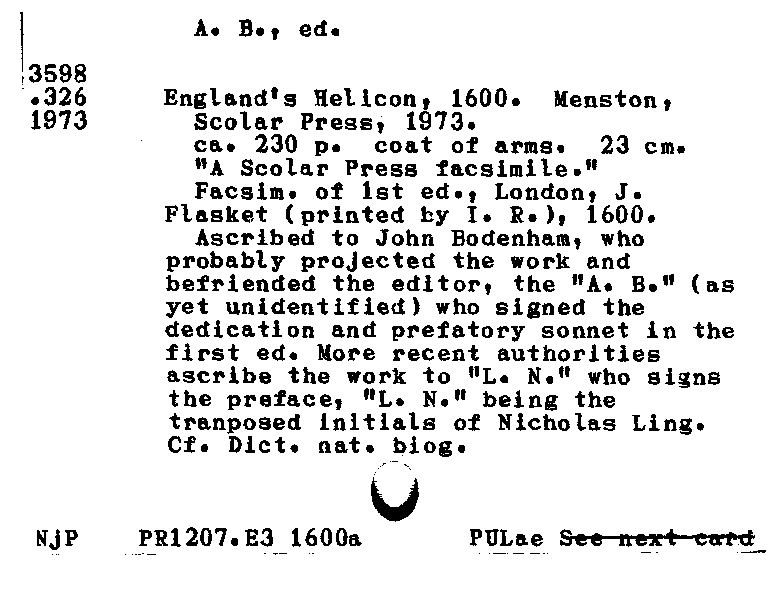 A. B., ed.
3598
.326
1973
England's Helicon, 1600. Menston,
Scolar Press, 1973.
ca. 230 p. coat of arms. 23 cm.
"A Scolar Press facsimile."
Facsim. of 1st ed., London, J.
Flasket (printed by I. R.), 1600.
Ascribed to John Bodenham, who
probably projected the work and
befriended the editor, the "A. B." (as
yet unidentified) who signed the
dedication and prefatory sonnet in the
first ed. More recent authorities
ascribe the work to "L. N." who signs
the preface, "L. N." being the
tranposed initials of Nicholas Ling.
Cf. Dict. nat. biog.
NjP PR1207.E3 1600a PULae See next card